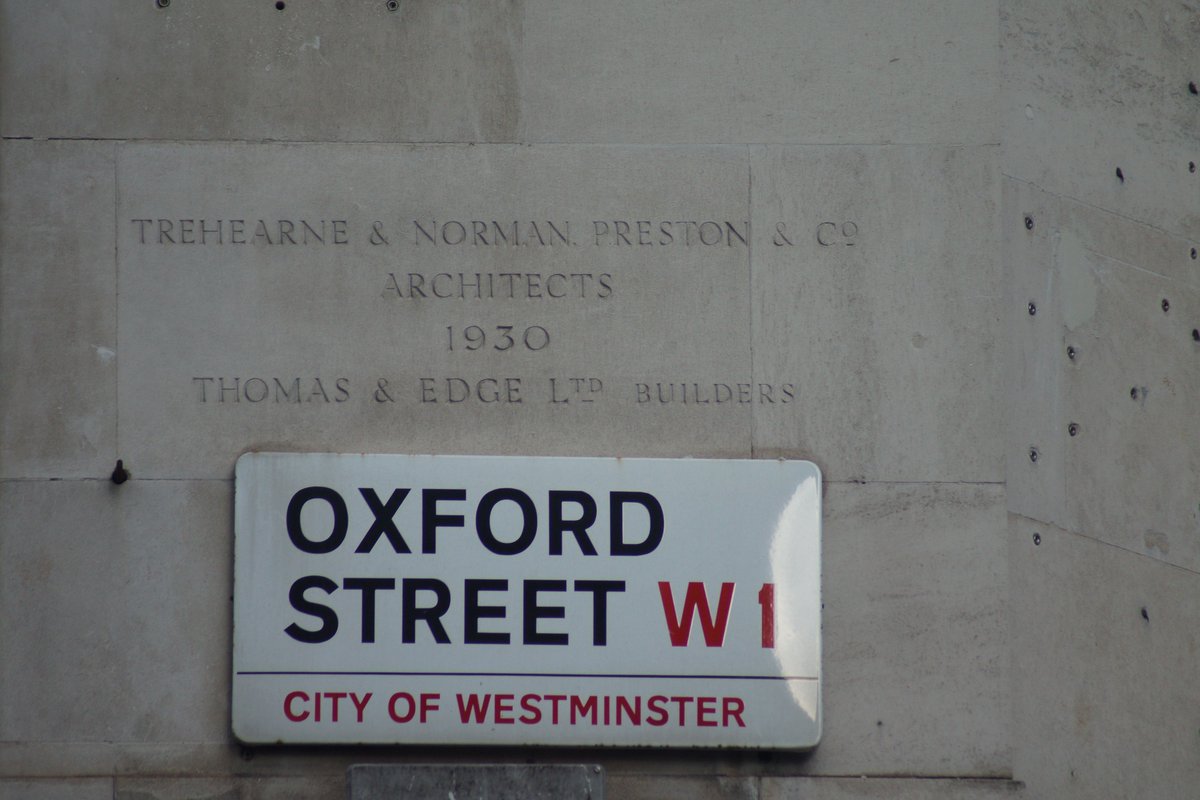 TREHEARNE & NORMAN, PRESTON & Cº
ARCHITECTS
1930
THOMAS & EDGE LTD BUILDERS
OXFORD
STREET W1
CITY OF WESTMINSTER